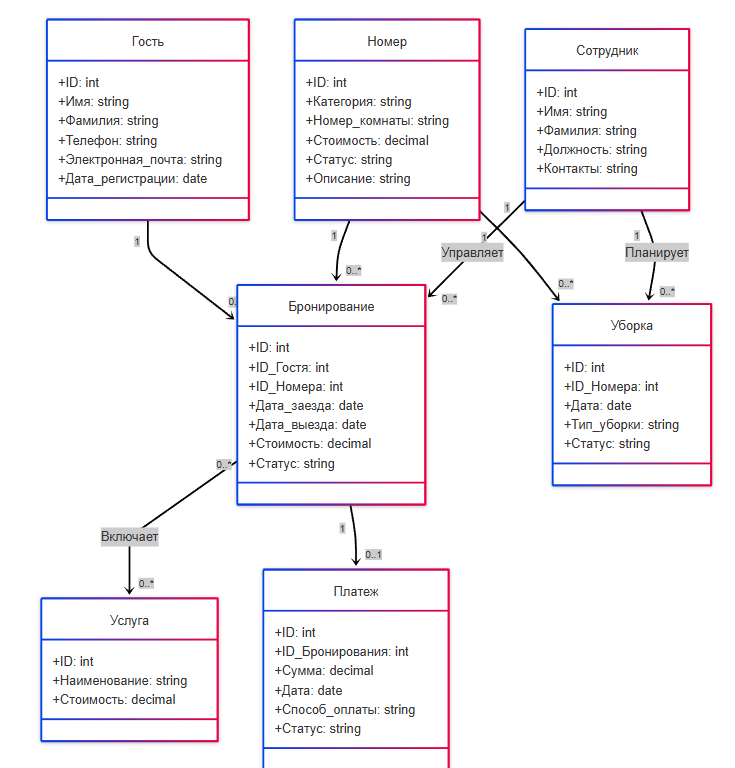 Гость
+ID: int
+Имя: string
+Фамилия: string
+Телефон: string
+Электронная_почта: string
+Дата_регистрации: date
Номер
+ID: int
+Категория: string
+Номер_комнаты: string
+Стоимость: decimal
+Статус: string
+Описание: string
Сотрудник
+ID: int
+Имя: string
+Фамилия: string
+Должность: string
+Контакты: string
1
1
1
1
1
Управляет
Планирует
0..
0..*
0..*
0..*
0..*
Бронирование
+ID: int
+ID_Гостя: int
+ID_Номера: int
+Дата_заезда: date
+Дата_выезда: date
+Стоимость: decimal
+Статус: string
Уборка
+ID: int
+ID_Номера: int
+Дата: date
+Тип_уборки: string
+Статус: string
0..*
Включает
0..*
1
0..1
Услуга
+ID: int
+Наименование: string
+Стоимость: decimal
Платеж
+ID: int
+ID_Бронирования: int
+Сумма: decimal
+Дата: date
+Способ_оплаты: string
+Статус: string